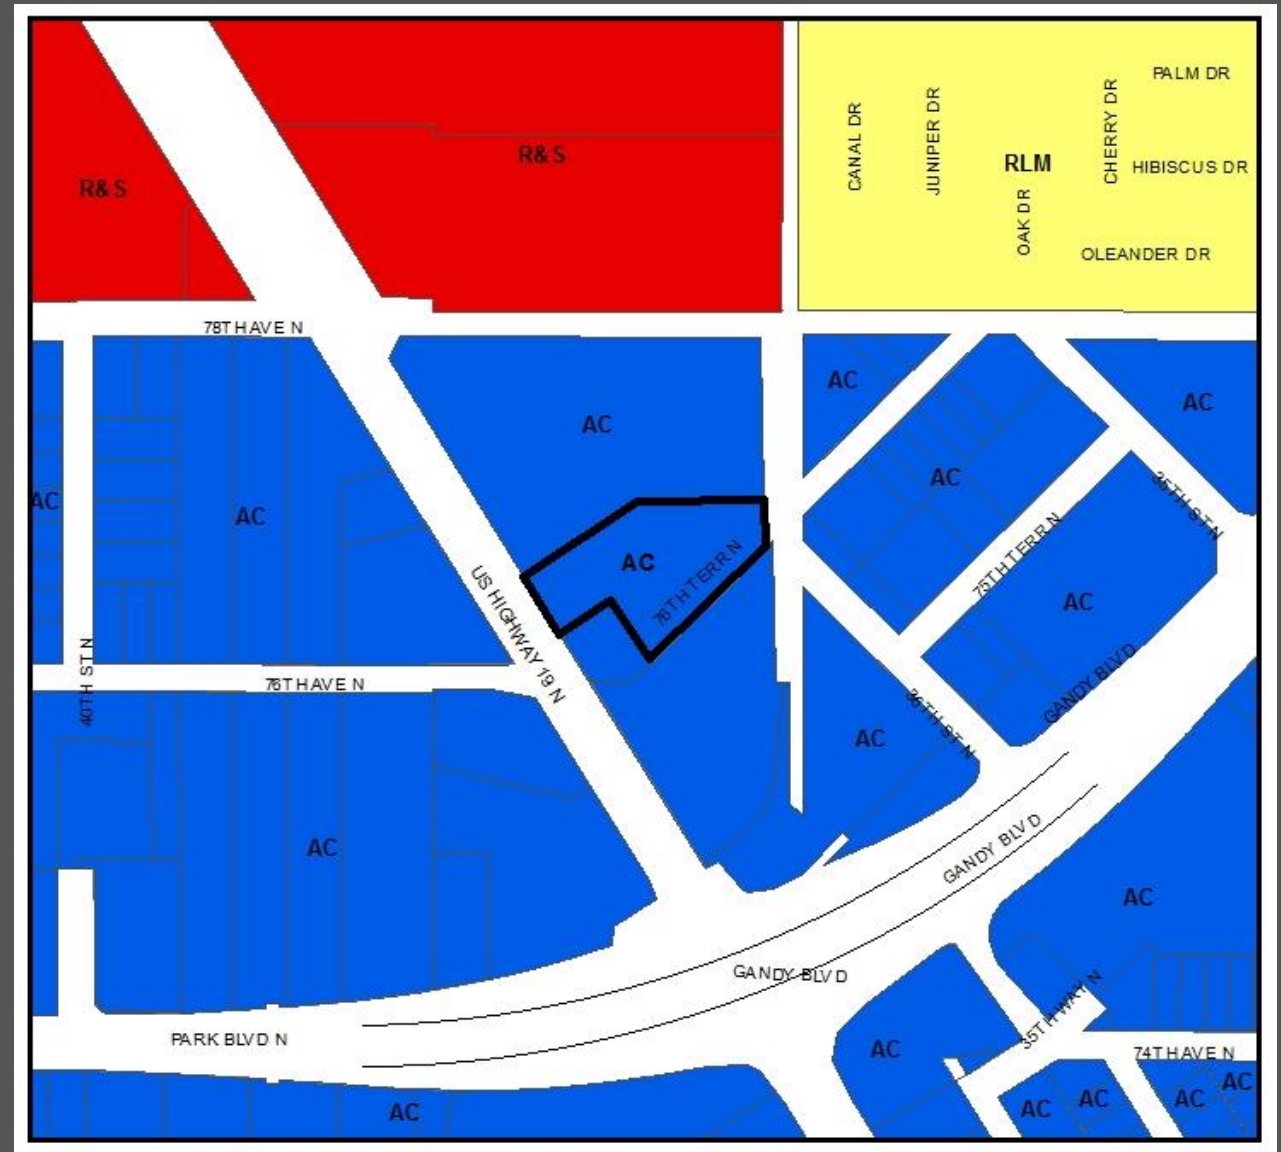 PALM DR
CANAL DR
JUNIPER DR
CHERRY DR
R&S
RLM
HIBISCUS DR
R&S
OAK DR
OLEANDER DR
78TH AVE N
AC
AC
AC
AC
AC
AC
AC
35TH ST N
75TH TERR N
AC
76TH TERR N
AC
US HIGHWAY 19 N
40TH ST N
76TH AVE N
GANDY BLVD
36TH ST N
AC
AC
GANDY BLVD
AC
GANDY BLVD
35TH WAY N
PARK BLVD N
AC
74TH AVE N
AC
AC
AC
AC
AC